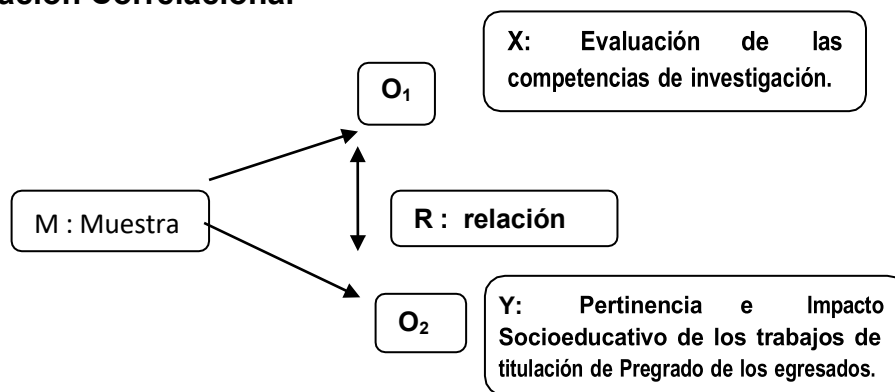 X: Evaluación de las
competencias de investigación.
O₁
M : Muestra
R : relación
O₂
Y: Pertinencia e Impacto
Socioeducativo de los trabajos de
titulación de Pregrado de los egresados.